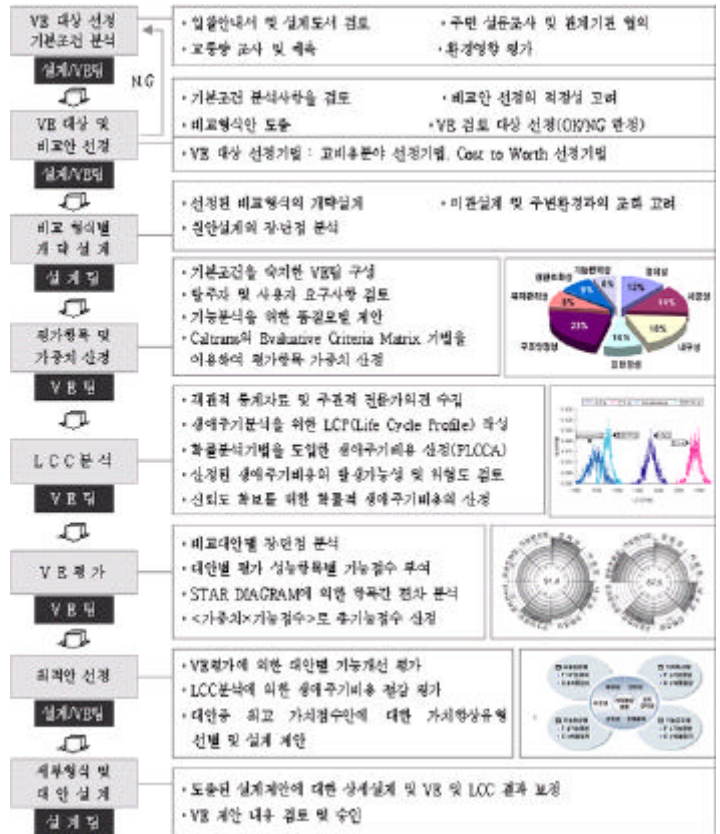 VE 대상 선정
기본조건 분석
설계/VE팀
NG
• 입찰안내서 및 설계도서 검토
• 주민 설문조사 및 관계기관 협의
• 교통량 조사 및 예측
• 환경영향 평가
VE 대상 및
비교안 선정
설계/VE팀
• 기본조건 분석사항을 검토
• 비교안 선정의 적정성 고려
• 비교형식안 도출
• VE 검토 대상 선정(OK/NG 판정)
• VE 대상 선정기법 : 고비용분야 선정기법, Cost to Worth 선정기법
비교 형식별
개략 설계
설계팀
• 선정된 비교형식의 개략설계
• 미관설계 및 주변환경과의 조화 고려
• 원안설계의 장·단점 분석
평가항목 및
가중치 산정
VE팀
• 기본조건을 숙지한 VE팀 구성
• 발주자 및 사용자 요구사항 검토
• 기능분석을 위한 품질모델 제안
• Caltrans의 Evaluative Criteria Matrix 기법을
이용하여 평가항목 가중치 산정
12%
14%
18%
14%
23%
LCC분석
VE팀
• 객관적 통계자료 및 주관적 전문가의견 수집
• 생애주기분석을 위한 LCP(Life Cycle Profile) 작성
• 확률분석기법을 도입한 생애주기비용 산정(PLCCA)
• 산정된 생애주기비용의 발생가능성 및 위험도 검토
• 신뢰도 확보를 위한 확률적 생애주기비용의 산정
VE평가
VE팀
• 비교대안별 장·단점 분석
• 대안별 평가 성능항목별 기능점수 부여
• STAR DIAGRAM에 의한 항목간 편차 분석
• <가중치×기능점수>로 총기능점수 산정
최적안 선정
설계/VE팀
• VE평가에 의한 대안별 기능개선 평가
• LCC분석에 의한 생애주기비용 절감 평가
• 대안중 최고 가치점수안에 대한 가치향상유형
선별 및 설계 제안
세부형식 및
대안 설계
설계팀
• 도출된 설계제안에 대한 상세설계 및 VE 및 LCC 결과 보정
• VE 제안 내용 검토 및 승인